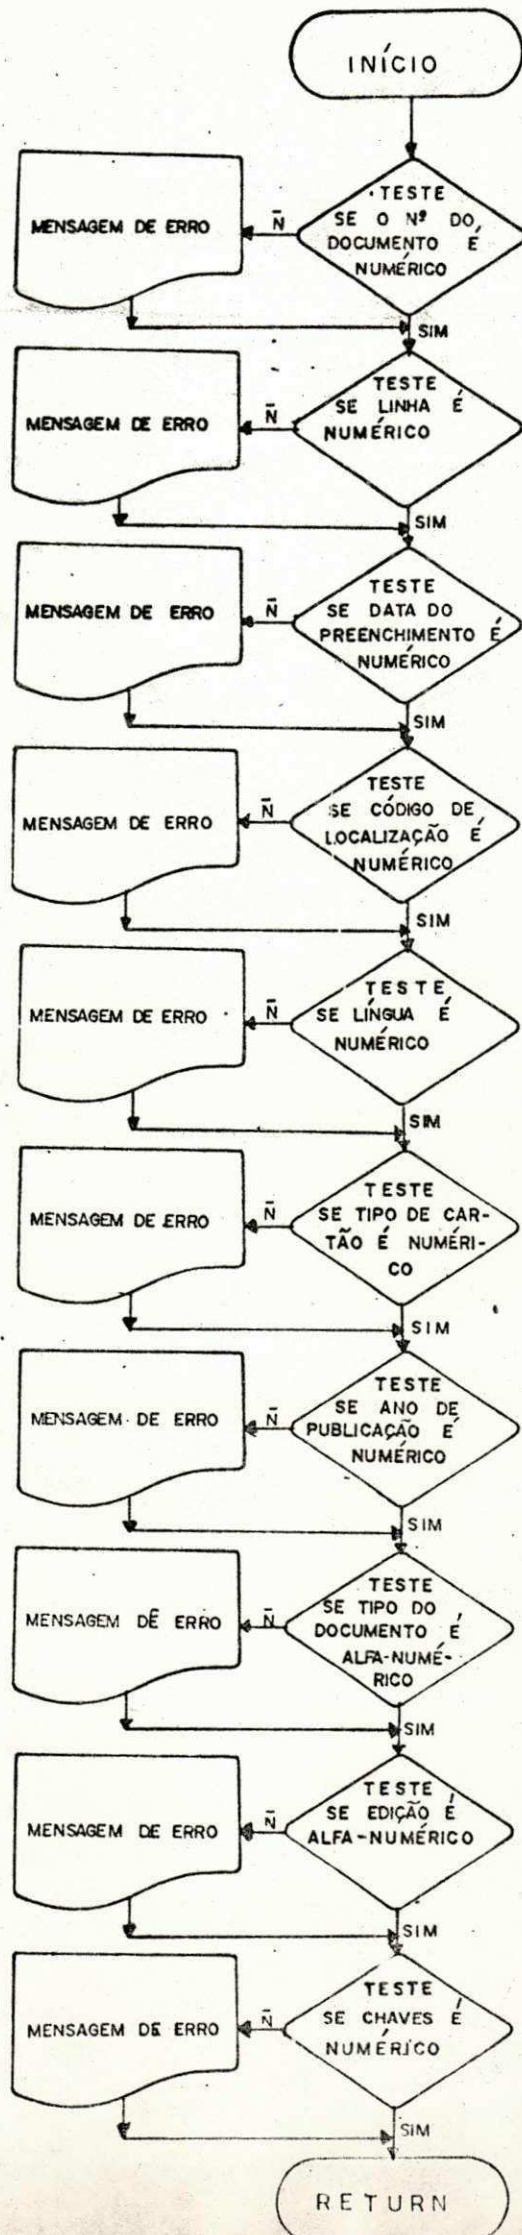 INÍCIO
TESTE
SE O Nº DO
DOCUMENTO É
NUMÉRICO
N̄
MENSAGEM DE ERRO
SIM
TESTE
SE LINHA É
NUMÉRICO
N̄
MENSAGEM DE ERRO
SIM
TESTE
SE DATA DO
PREENCHIMENTO É
NUMÉRICO
N̄
MENSAGEM DE ERRO
SIM
TESTE
SE CÓDIGO DE
LOCALIZAÇÃO É
NUMÉRICO
N̄
MENSAGEM DE ERRO
SIM
TESTE
SE LÍNGUA É
NUMÉRICO
N̄
MENSAGEM DE ERRO
SIM
TESTE
SE TIPO DE CAR-
TÃO É NUMÉRI-
CO
N̄
MENSAGEM DE ERRO
SIM
TESTE
SE ANO DE
PUBLICAÇÃO É
NUMÉRICO
N̄
MENSAGEM DE ERRO
SIM
TESTE
SE TIPO DO
DOCUMENTO É
ALFA-NUMÉ-
RICO
N̄
MENSAGEM DE ERRO
SIM
TESTE
SE EDIÇÃO É
ALFA-NUMÉRICO
N̄
MENSAGEM DE ERRO
SIM
TESTE
SE CHAVES É
NUMÉRICO
N̄
MENSAGEM DE ERRO
SIM
RETURN